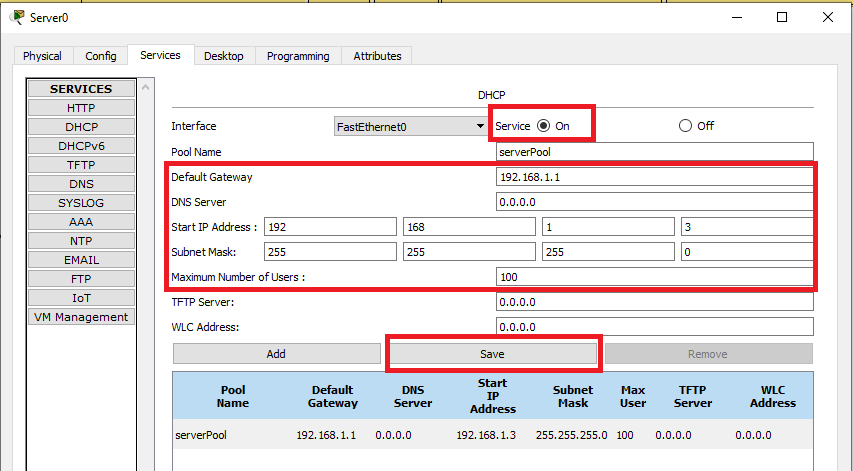 Server0
Physical Config Services Desktop Programming Attributes
SERVICES
HTTP
DHCP
DHCPv6
TFTP
DNS
SYSLOG
AAA
NTP
EMAIL
FTP
IoT
VM Management
DHCP
Interface FastEthernet0 Service On Off
Pool Name serverPool
Default Gateway 192.168.1.1
DNS Server 0.0.0.0
Start IP Address : 192 168 1 3
Subnet Mask: 255 255 255 0
Maximum Number of Users : 100
TFTP Server: 0.0.0.0
WLC Address: 0.0.0.0
Add Save Remove
Pool Name Default Gateway DNS Server Start IP Address Subnet Mask Max User TFTP Server WLC Address
serverPool 192.168.1.1 0.0.0.0 192.168.1.3 255.255.255.0 100 0.0.0.0 0.0.0.0